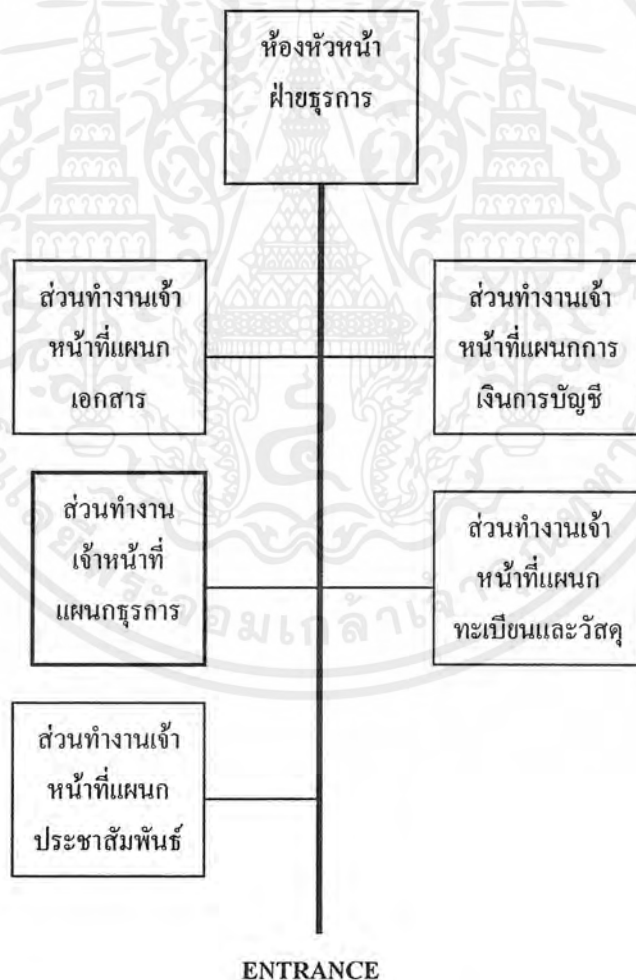 ห้องหัวหน้า
ฝ่ายธุรการ
ส่วนทำงานเจ้า
หน้าที่แผนก
เอกสาร
ส่วนทำงานเจ้า
หน้าที่แผนกการ
เงินการบัญชี
ส่วนทำงาน
เจ้าหน้าที่
แผนกธุรการ
ส่วนทำงานเจ้า
หน้าที่แผนก
ทะเบียนและวัสดุ
ส่วนทำงานเจ้า
หน้าที่แผนก
ประชาสัมพันธ์
ENTRANCE